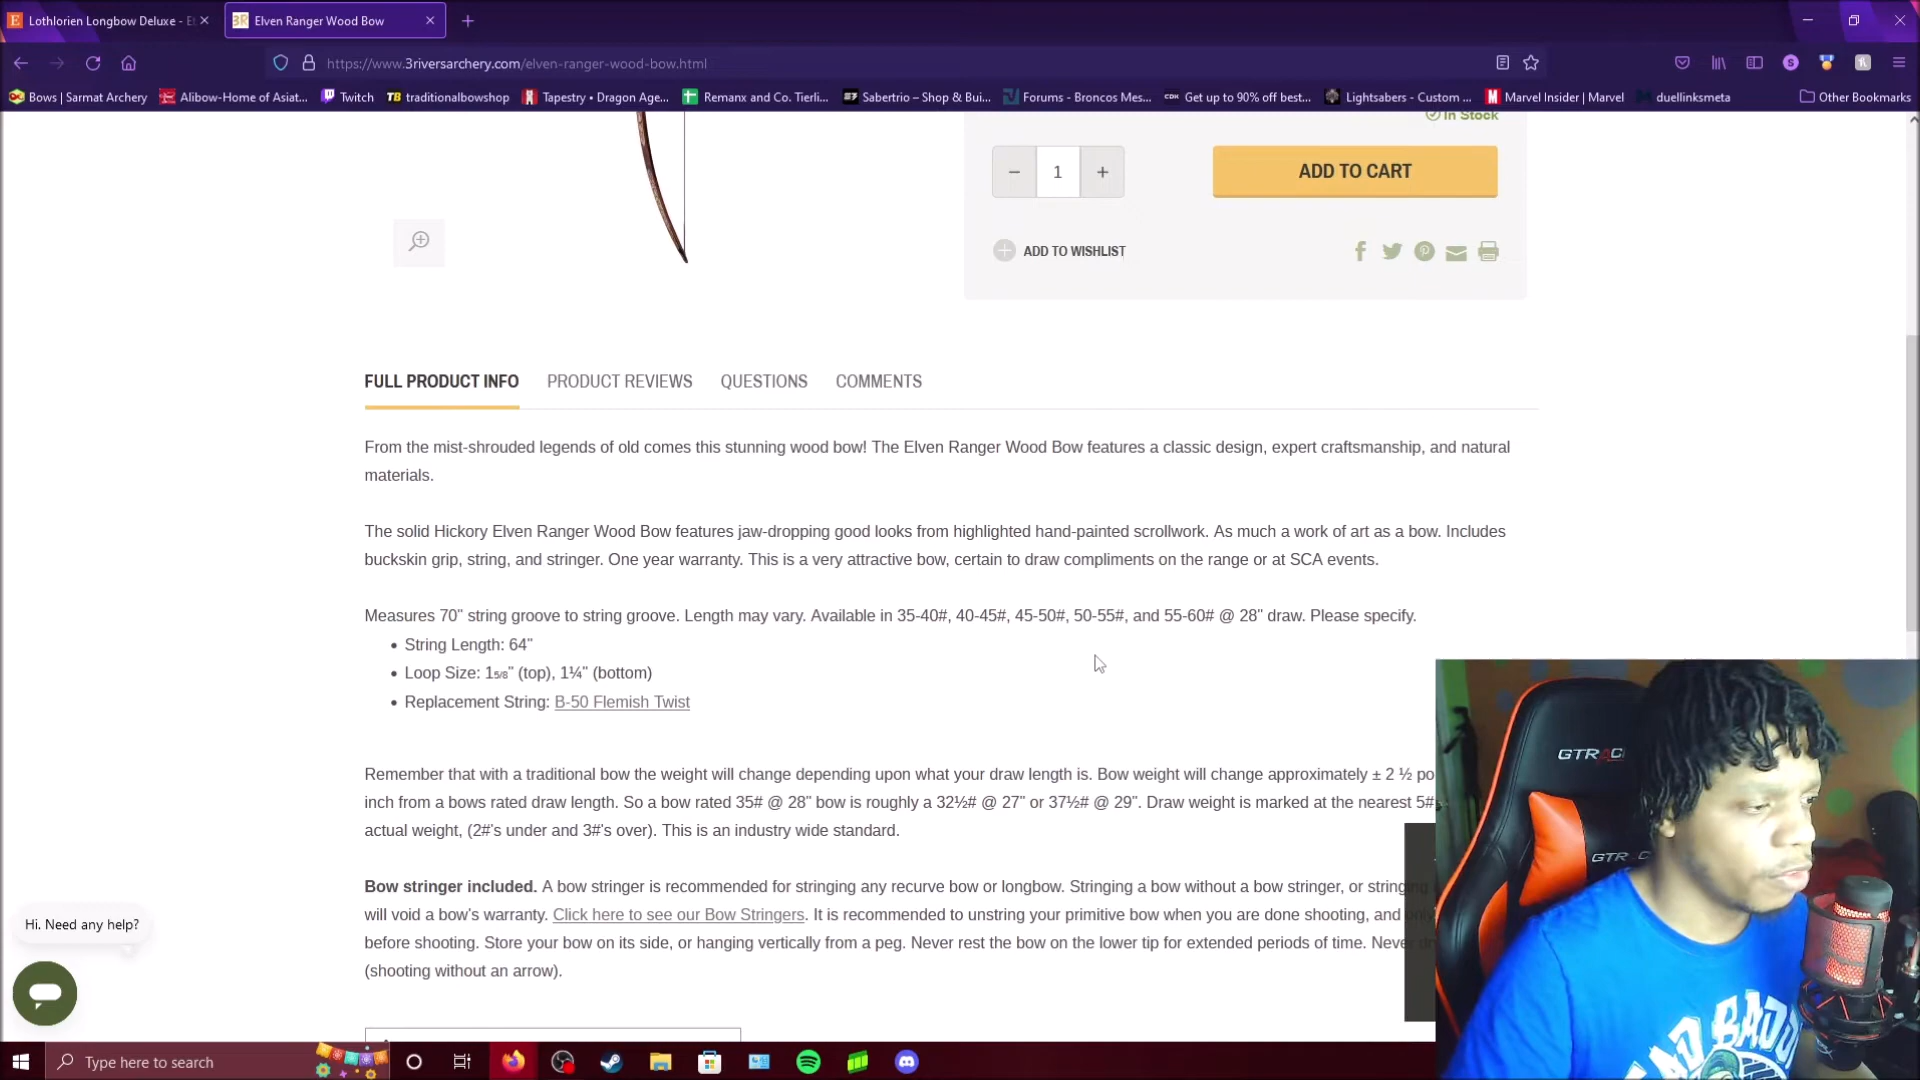 Lothlorien Longbow Deluxe - Et
Elven Ranger Wood Bow
https://www.3riversarchery.com/elven-ranger-wood-bow.html
Bows | Sarmat Archery
Alibow-Home of Asiat...
Twitch
TB traditionalbowshop
Tapestry • Dragon Age...
Remanx and Co. Tierli...
Sabertrio – Shop & Bui...
Forums - Broncos Mes...
CDK Get up to 90% off best...
Lightsabers - Custom ...
Marvel Insider | Marvel
duellinksmeta
Other Bookmarks
In Stock
1
ADD TO CART
ADD TO WISHLIST
FULL PRODUCT INFO PRODUCT REVIEWS QUESTIONS COMMENTS
From the mist-shrouded legends of old comes this stunning wood bow! The Elven Ranger Wood Bow features a classic design, expert craftsmanship, and natural
materials.
The solid Hickory Elven Ranger Wood Bow features jaw-dropping good looks from highlighted hand-painted scrollwork. As much a work of art as a bow. Includes
buckskin grip, string, and stringer. One year warranty. This is a very attractive bow, certain to draw compliments on the range or at SCA events.
Measures 70" string groove to string groove. Length may vary. Available in 35-40#, 40-45#, 45-50#, 50-55#, and 55-60# @ 28" draw. Please specify.
• String Length: 64"
• Loop Size: 15/8" (top), 1¼" (bottom)
• Replacement String: B-50 Flemish Twist
Remember that with a traditional bow the weight will change depending upon what your draw length is. Bow weight will change approximately ± 2 ½ po
inch from a bows rated draw length. So a bow rated 35# @ 28" bow is roughly a 32½# @ 27" or 37½# @ 29". Draw weight is marked at the nearest 5#
actual weight, (2#'s under and 3#'s over). This is an industry wide standard.
Bow stringer included. A bow stringer is recommended for stringing any recurve bow or longbow. Stringing a bow without a bow stringer, or stringing
will void a bow's warranty. Click here to see our Bow Stringers. It is recommended to unstring your primitive bow when you are done shooting, and
before shooting. Store your bow on its side, or hanging vertically from a peg. Never rest the bow on the lower tip for extended periods of time. Never
(shooting without an arrow).
Hi. Need any help?
GTRAC
GTRA
BAD BADD
Type here to search